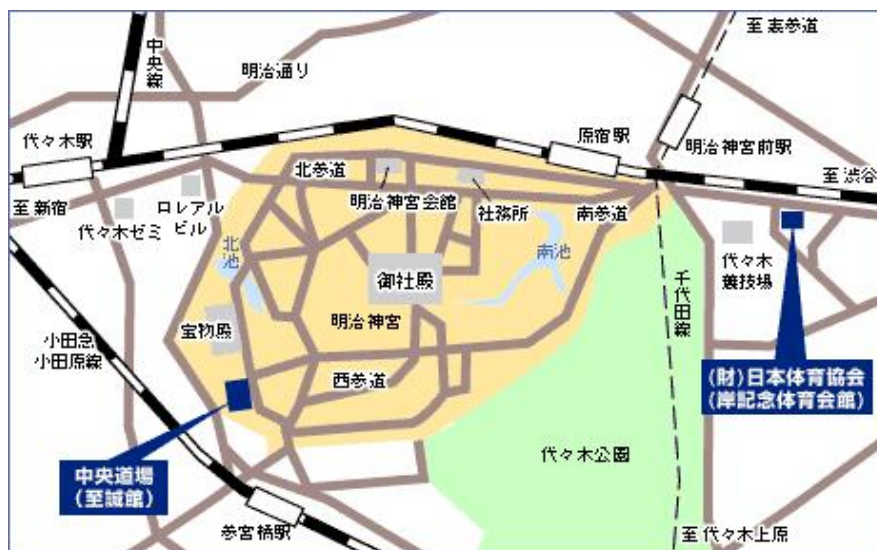 至 表参道
中央線
明治通り
代々木駅
原宿駅
明治神宮前駅
北参道
至 渋谷
明治神宮会館
社務所
南参道
至 新宿
ロレアル
ビル
代々木ゼミ
北池
南池
代々木
競技場
御社殿
千代田線
宝物殿
明治神宮
小田急
小田原線
西参道
(財)日本体育協会
(岸記念体育会館)
代々木公園
中央道場
(至誠館)
参宮橋駅
至 代々木上原